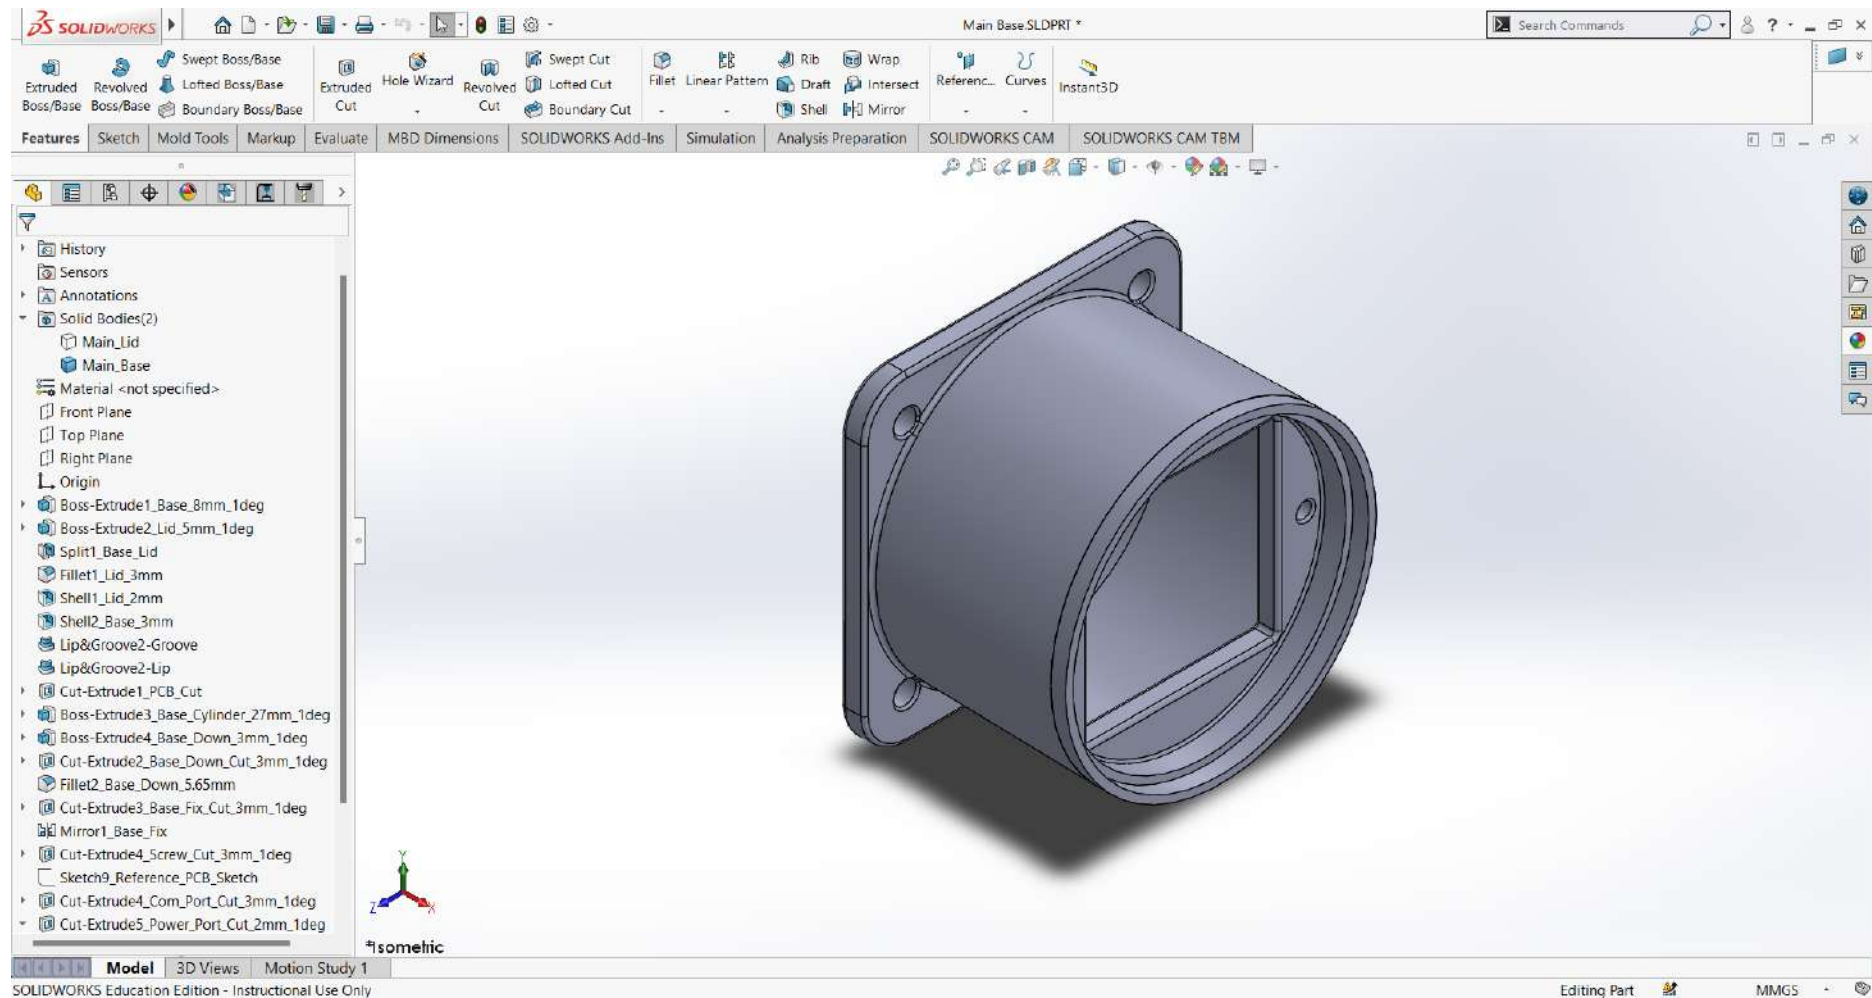 SOLIDWORKS
Main Base.SLDPRT *
Search Commands
Extruded Boss/Base
Revolved Boss/Base
Swept Boss/Base
Lofted Boss/Base
Boundary Boss/Base
Extruded Cut
Hole Wizard
Revolved Cut
Swept Cut
Lofted Cut
Boundary Cut
Fillet
Linear Pattern
Rib
Draft
Shell
Wrap
Intersect
Mirror
Referenc...
Curves
Instant3D
Features
Sketch
Mold Tools
Markup
Evaluate
MBD Dimensions
SOLIDWORKS Add-Ins
Simulation
Analysis Preparation
SOLIDWORKS CAM
SOLIDWORKS CAM TBM
History
Sensors
Annotations
Solid Bodies(2)
Main_Lid
Main_Base
Material <not specified>
Front Plane
Top Plane
Right Plane
Origin
Boss-Extrude1_Base_8mm_1deg
Boss-Extrude2_Lid_5mm_1deg
Split1_Base_Lid
Fillet1_Lid_3mm
Shell1_Lid_2mm
Shell2_Base_3mm
Lip&Groove2-Groove
Lip&Groove2-Lip
Cut-Extrude1_PCB_Cut
Boss-Extrude3_Base_Cylinder_27mm_1deg
Boss-Extrude4_Base_Down_3mm_1deg
Cut-Extrude2_Base_Down_Cut_3mm_1deg
Fillet2_Base_Down_5.65mm
Cut-Extrude3_Base_Fix_Cut_3mm_1deg
Mirror1_Base_Fix
Cut-Extrude4_Screw_Cut_3mm_1deg
Sketch9_Reference_PCB_Sketch
Cut-Extrude4_Com_Port_Cut_3mm_1deg
Cut-Extrude5_Power_Port_Cut_2mm_1deg
Y
Z
X
*Isometric
Model
3D Views
Motion Study 1
SOLIDWORKS Education Edition - Instructional Use Only
Editing Part
MMGS